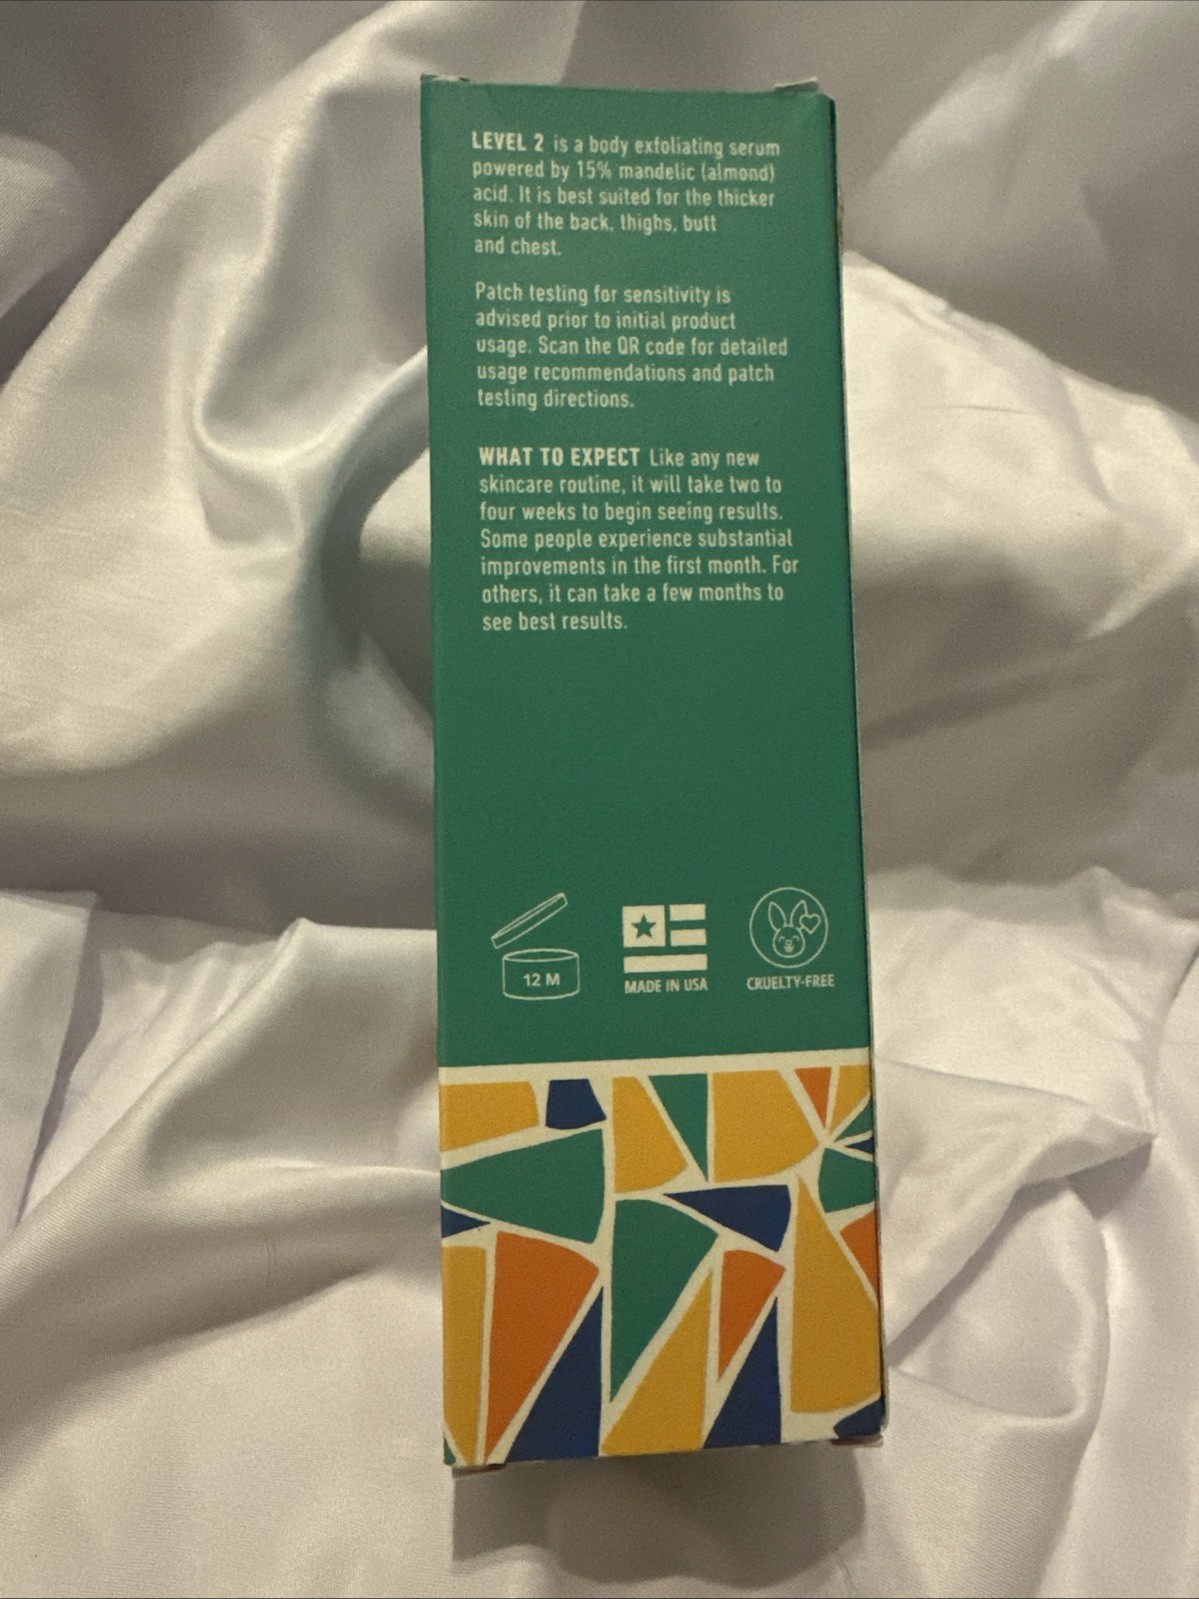 LEVEL 2 is a body exfoliating serum
powered by 15% mandelic (almond)
acid. It is best suited for the thicker
skin of the back, thighs, butt
and chest.
Patch testing for sensitivity is
advised prior to initial product
usage. Scan the QR code for detailed
usage recommendations and patch
testing directions.
WHAT TO EXPECT Like any new
skincare routine, it will take two to
four weeks to begin seeing results.
Some people experience substantial
improvements in the first month. For
others, it can take a few months to
see best results.
12 M
MADE IN USA
CRUELTY-FREE